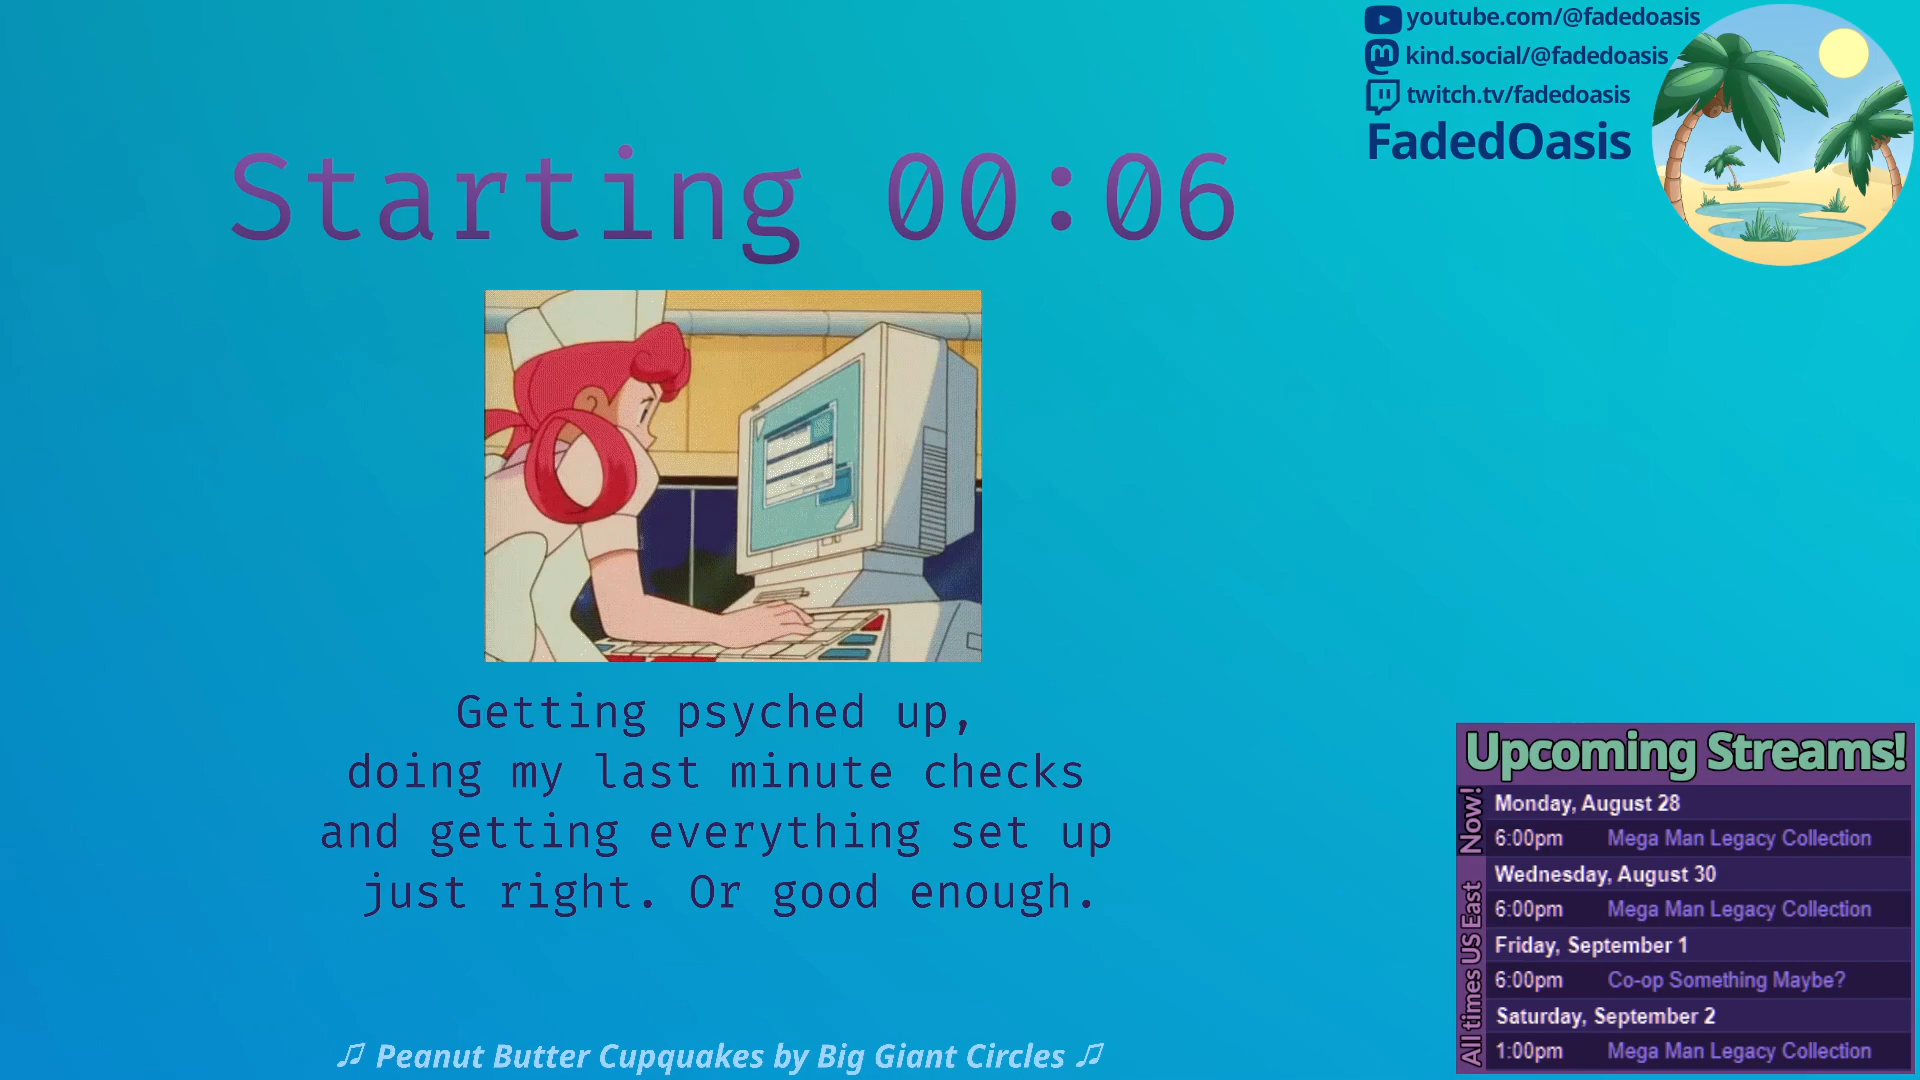 youtube.com/@fadedoasis
kind.social/@fadedoasis
twitch.tv/fadedoasis
FadedOasis
Starting 00:06
Getting psyched up,
doing my last minute checks
and getting everything set up
just right. Or good enough.
♫ Peanut Butter Cupquakes by Big Giant Circles ♫
Upcoming Streams!
Now!
All times US East
Monday, August 28
6:00pm Mega Man Legacy Collection
Wednesday, August 30
6:00pm Mega Man Legacy Collection
Friday, September 1
6:00pm Co-op Something Maybe?
Saturday, September 2
1:00pm Mega Man Legacy Collection